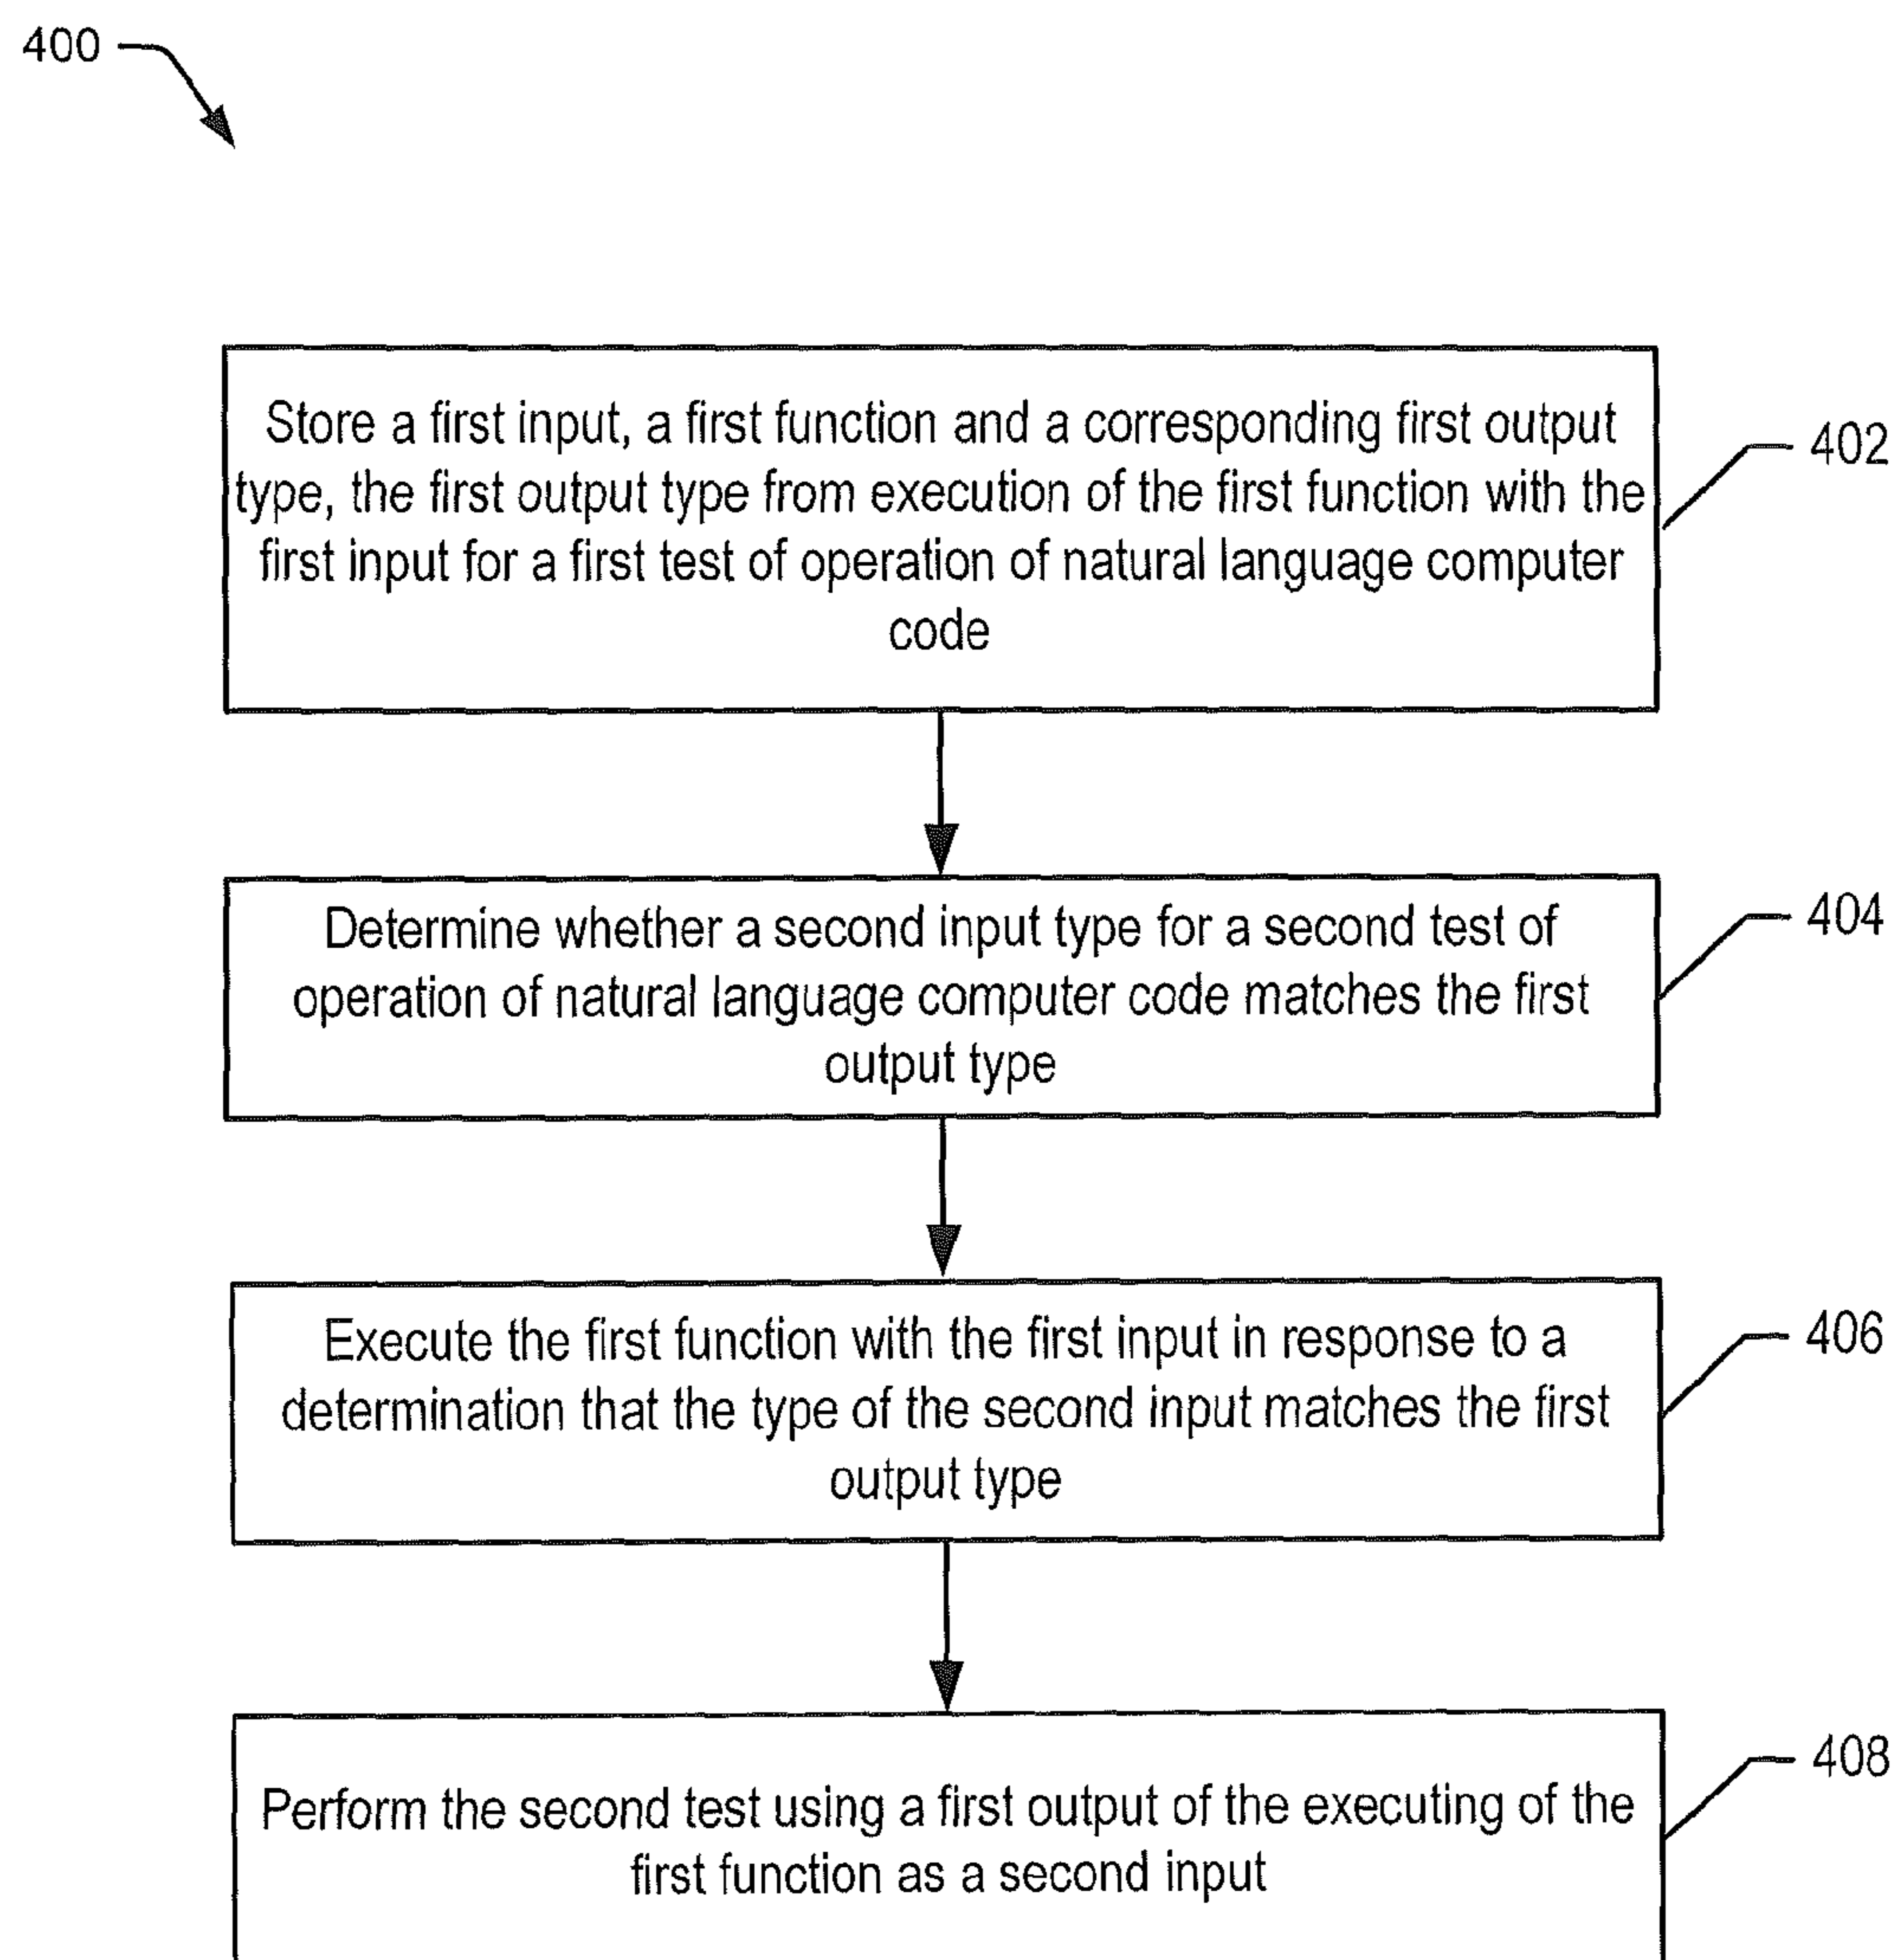 400
Store a first input, a first function and a corresponding first output
type, the first output type from execution of the first function with the
first input for a first test of operation of natural language computer
code
402
Determine whether a second input type for a second test of
operation of natural language computer code matches the first
output type
404
Execute the first function with the first input in response to a
determination that the type of the second input matches the first
output type
406
Perform the second test using a first output of the executing of the
first function as a second input
408